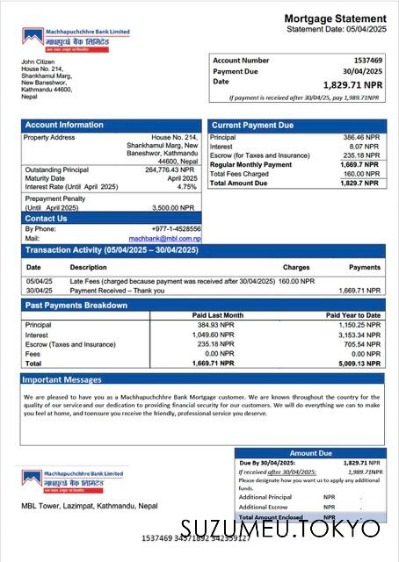 Mortgage Statement
Statement Date: 05/04/2025
Machhapuchchhre Bank Limited
माछापुच्छ्रे बैंक लिमिटेड
John Citizen
House No. 214,
Shankhamul Marg,
New Baneshwor,
Kathmandu 44600,
Nepal
Account Number 1537469
Payment Due 30/04/2025
Date 1,829.71 NPR
If payment is received after 30/04/25, pay 1,989.71NPR
Account Information
Property Address House No. 214,
Shankhamul Marg, New
Baneshwor, Kathmandu
44600, Nepal
Outstanding Principal 264,776.43 NPR
Maturity Date April 2025
Interest Rate (Until April 2025) 4.75%
Prepayment Penalty
(Until April 2025) 3,500.00 NPR
Contact Us
By Phone: +977-1-4528556
Mail: machbank@mbl.com.np
Current Payment Due
Principal 386.46 NPR
Interest 8.07 NPR
Escrow (for Taxes and Insurance) 235.18 NPR
Regular Monthly Payment 1,669.7 NPR
Total Fees Charged 160.00 NPR
Total Amount Due 1,829.7 NPR
Transaction Activity (05/04/2025 – 30/04/2025)
Date Description Charges Payments
05/04/25 Late Fees (charged because payment was received after 30/04/2025) 160.00 NPR
30/04/25 Payment Received – Thank you 1,669.71 NPR
Past Payments Breakdown
Paid Last Month Paid Year to Date
Principal 384.93 NPR 1,150.25 NPR
Interest 1,049.60 NPR 3,153.34 NPR
Escrow (Taxes and Insurance) 235.18 NPR 705.54 NPR
Fees 0.00 NPR 0.00 NPR
Total 1,669.71 NPR 5,009.13 NPR
Important Messages
We are pleased to have you as a Machhapuchhre Bank Mortgage customer. We are known throughout the country for the
quality of our service and our dedication to providing financial security for our customers. We will do everything we can to make
you feel at home, and toensure you receive the friendly, professional service you deserve.
Machhapuchchhre Bank Limited
माछापुच्छ्रे बैंक लिमिटेड
MBL Tower, Lazimpat, Kathmandu, Nepal
Amount Due
Due By 30/04/2025: 1,829.71 NPR
If received after 30/04/2025: 1,989.71NPR
Please designate how you want us to apply any additional
funds.
Additional Principal NPR .
Additional Escrow NPR .
Total Amount Enclosed NPR .
SUZUMEU.TOKYO
1537469 34571892 342359127